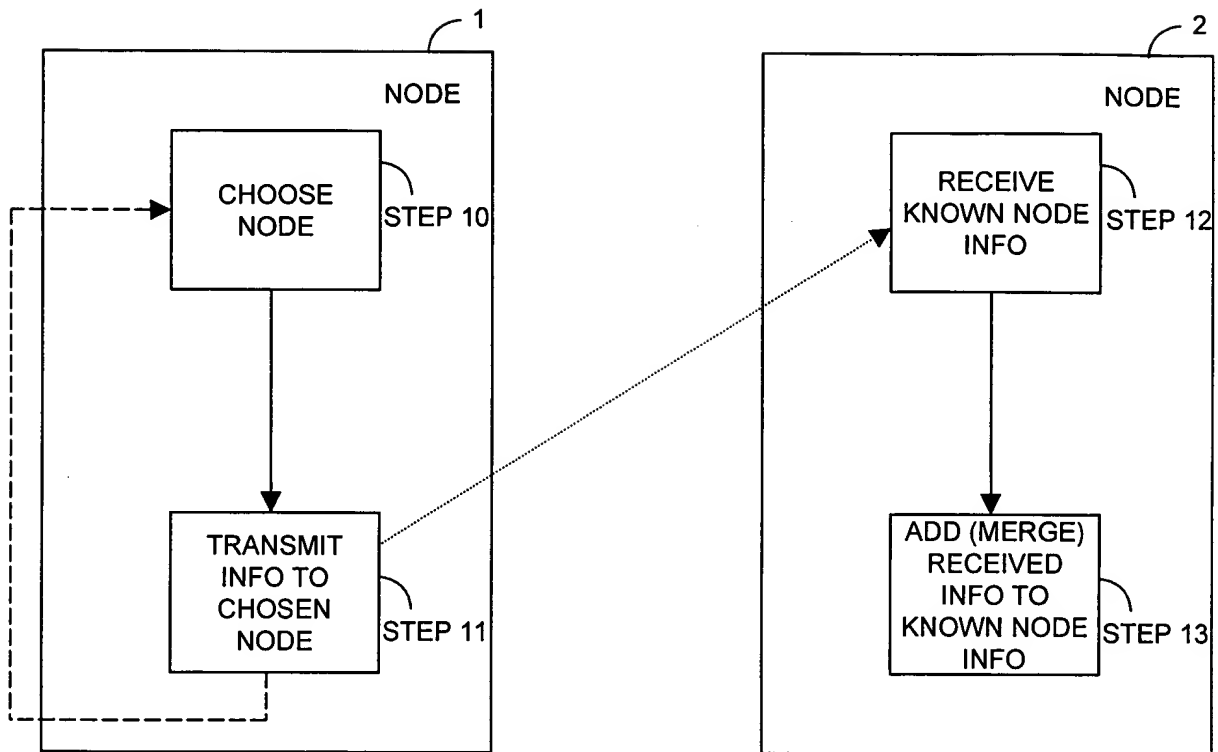 1
NODE
CHOOSE
NODE
STEP 10
TRANSMIT
INFO TO
CHOSEN
NODE
STEP 11
2
NODE
RECEIVE
KNOWN NODE
INFO
STEP 12
ADD (MERGE)
RECEIVED
INFO TO
KNOWN NODE
INFO
STEP 13